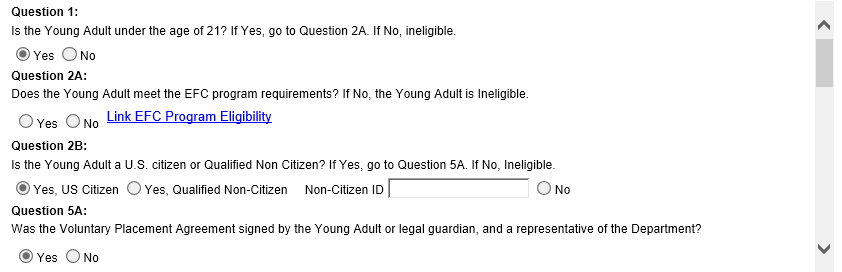 Question 1:
Is the Young Adult under the age of 21? If Yes, go to Question 2A. If No, ineligible.
Yes No
Question 2A:
Does the Young Adult meet the EFC program requirements? If No, the Young Adult is Ineligible.
Yes No Link EFC Program Eligibility
Question 2B:
Is the Young Adult a U.S. citizen or Qualified Non Citizen? If Yes, go to Question 5A. If No, Ineligible.
Yes, US Citizen Yes, Qualified Non-Citizen Non-Citizen ID No
Question 5A:
Was the Voluntary Placement Agreement signed by the Young Adult or legal guardian, and a representative of the Department?
Yes No